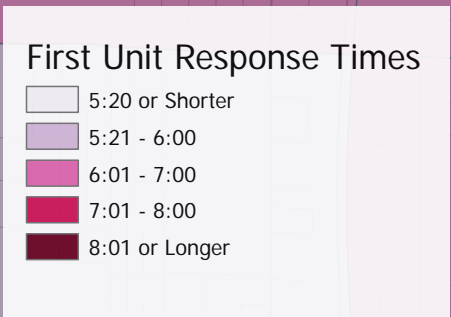 First Unit Response Times
5:20 or Shorter
5:21 - 6:00
6:01 - 7:00
7:01 - 8:00
8:01 or Longer